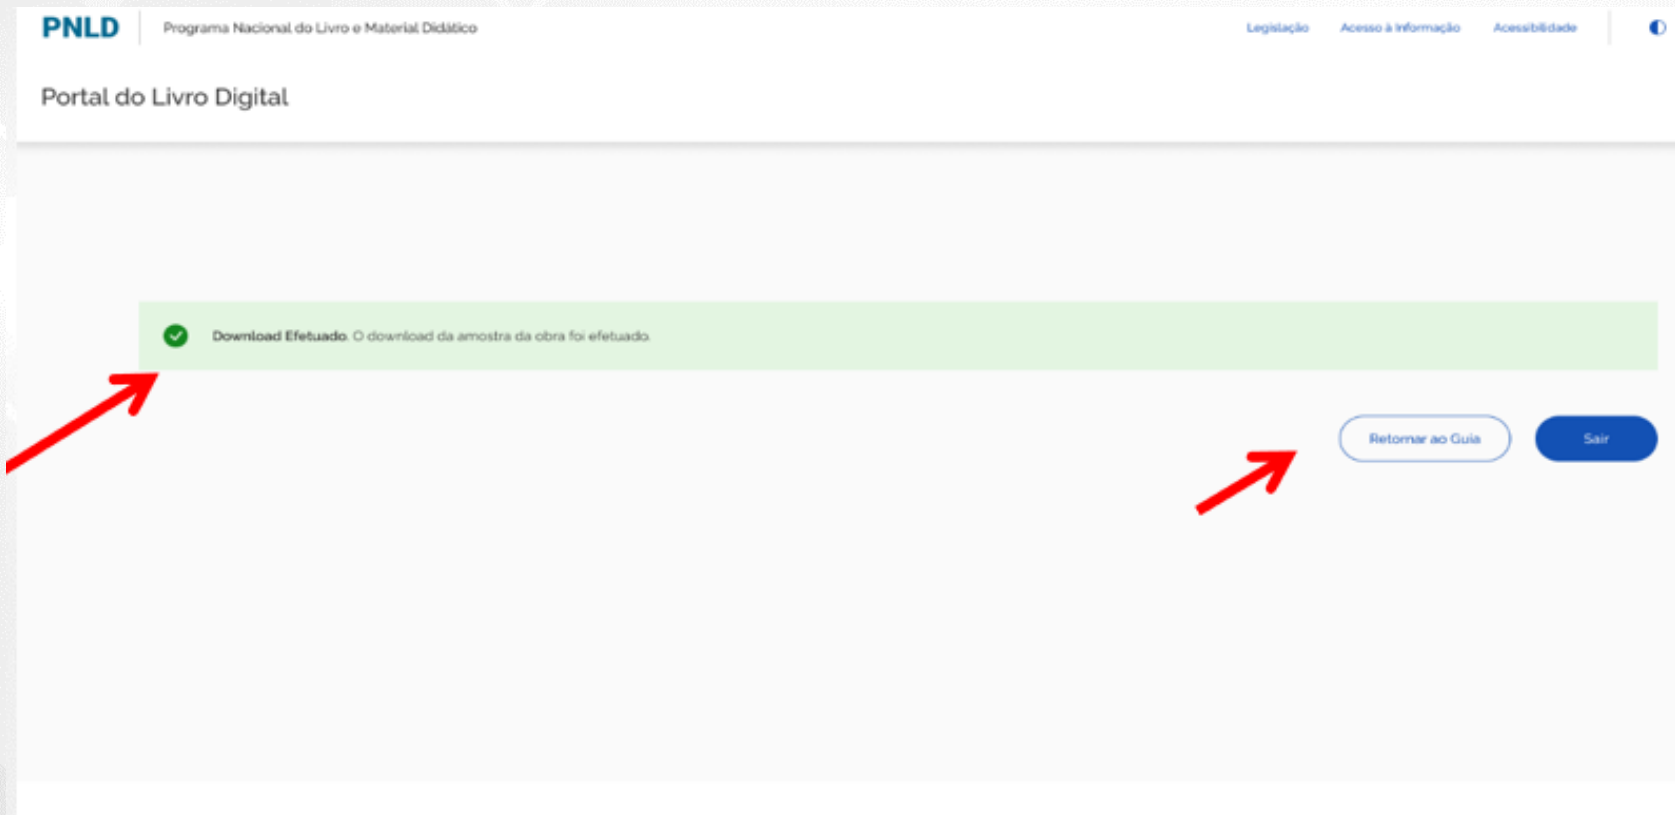 PNLD Programa Nacional do Livro e Material Didático Legislação Acesso à Informação Acessibilidade
Portal do Livro Digital
Download Efetuado. O download da amostra da obra foi efetuado.
Retornar ao Guia Sair